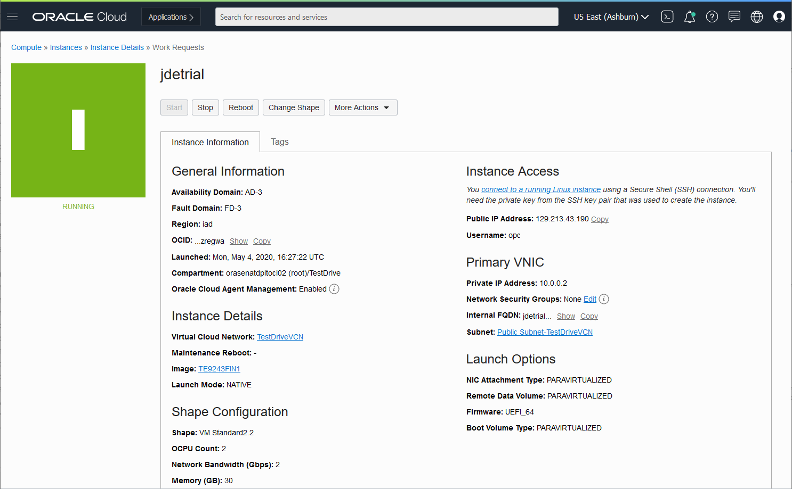 ORACLE Cloud Applications > Search for resources and services US East (Ashburn)
Compute » Instances » Instance Details » Work Requests
jdetrial
Start Stop Reboot Change Shape More Actions
RUNNING
Instance Information Tags
General Information
Availability Domain: AD-3
Fault Domain: FD-3
Region: iad
OCID: ...zregwa Show Copy
Launched: Mon, May 4, 2020, 16:27:22 UTC
Compartment: orasenatdpltoci02 (root)/TestDrive
Oracle Cloud Agent Management: Enabled i
Instance Details
Virtual Cloud Network: TestDriveVCN
Maintenance Reboot: -
Image: TE9243FIN1
Launch Mode: NATIVE
Shape Configuration
Shape: VM.Standard2.2
OCPU Count: 2
Network Bandwidth (Gbps): 2
Memory (GB): 30
Instance Access
You connect to a running Linux instance using a Secure Shell (SSH) connection. You'll
need the private key from the SSH key pair that was used to create the instance.
Public IP Address: 129.213.43.190 Copy
Username: opc
Primary VNIC
Private IP Address: 10.0.0.2
Network Security Groups: None Edit i
Internal FQDN: jdetrial... Show Copy
Subnet: Public Subnet-TestDriveVCN
Launch Options
NIC Attachment Type: PARAVIRTUALIZED
Remote Data Volume: PARAVIRTUALIZED
Firmware: UEFI_64
Boot Volume Type: PARAVIRTUALIZED